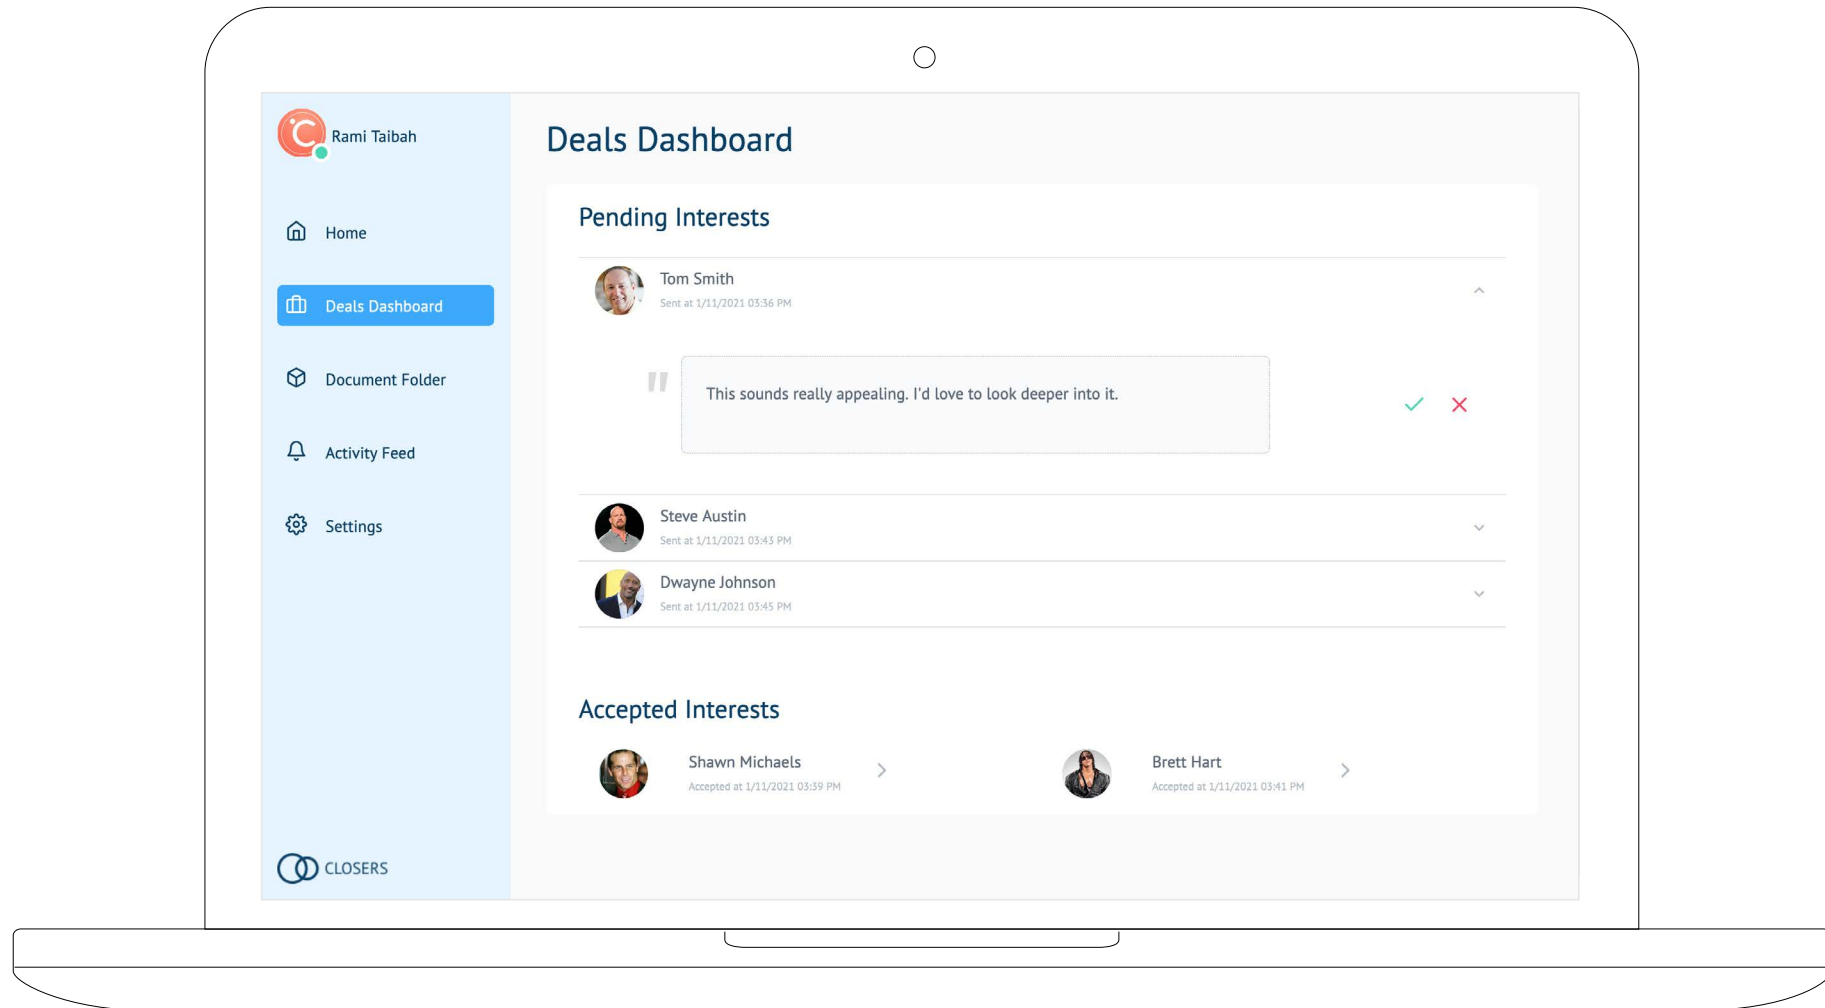 Rami Taibah
Home
Deals Dashboard
Document Folder
Activity Feed
Settings
CLOSERS
Deals Dashboard
Pending Interests
Tom Smith
Sent at 1/11/2021 03:36 PM
"
This sounds really appealing. I'd love to look deeper into it.
Steve Austin
Sent at 1/11/2021 03:43 PM
Dwayne Johnson
Sent at 1/11/2021 03:45 PM
Accepted Interests
Shawn Michaels
Accepted at 1/11/2021 03:39 PM
Brett Hart
Accepted at 1/11/2021 03:41 PM